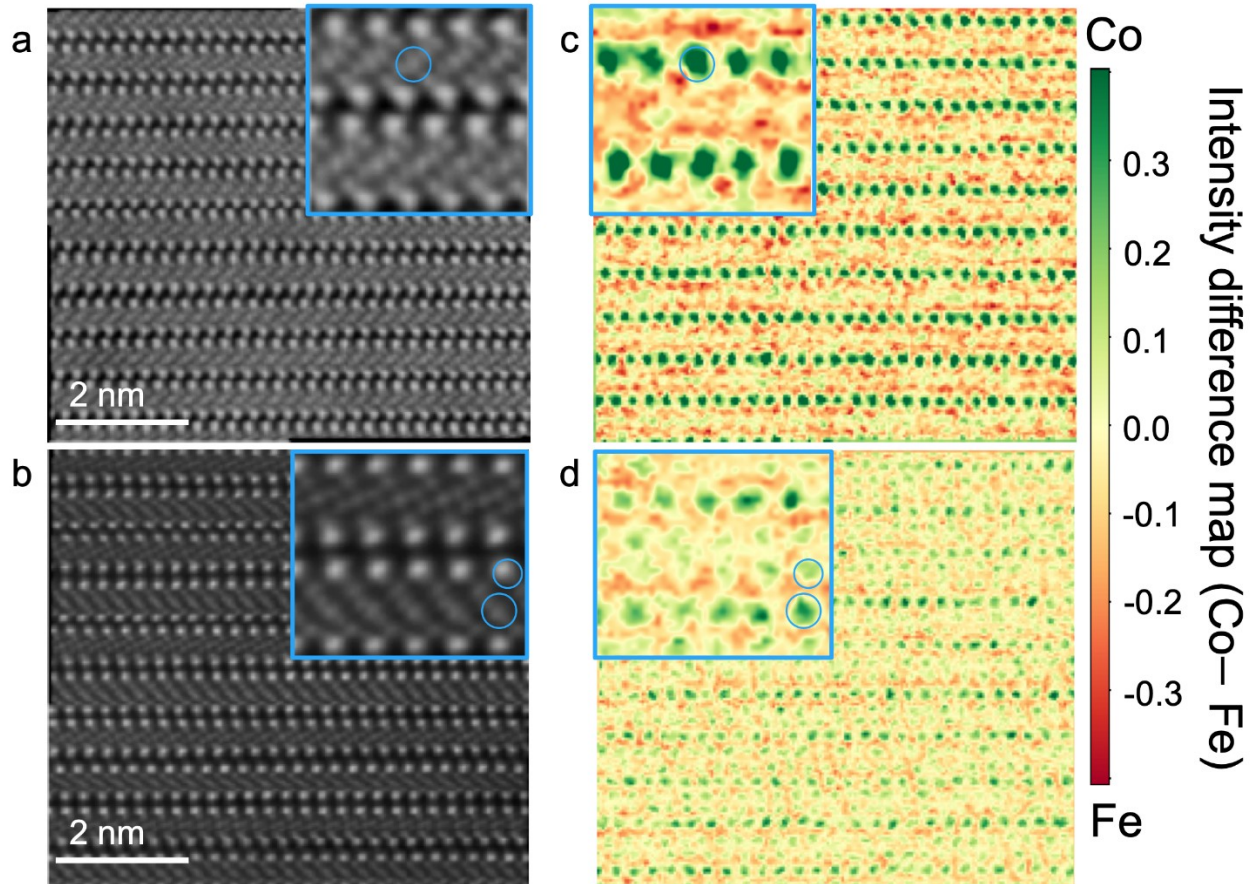 a
2 nm
b
2 nm
c
d
Co
0.3
0.2
0.1
0.0
-0.1
-0.2
-0.3
Fe
Intensity difference map (Co– Fe)